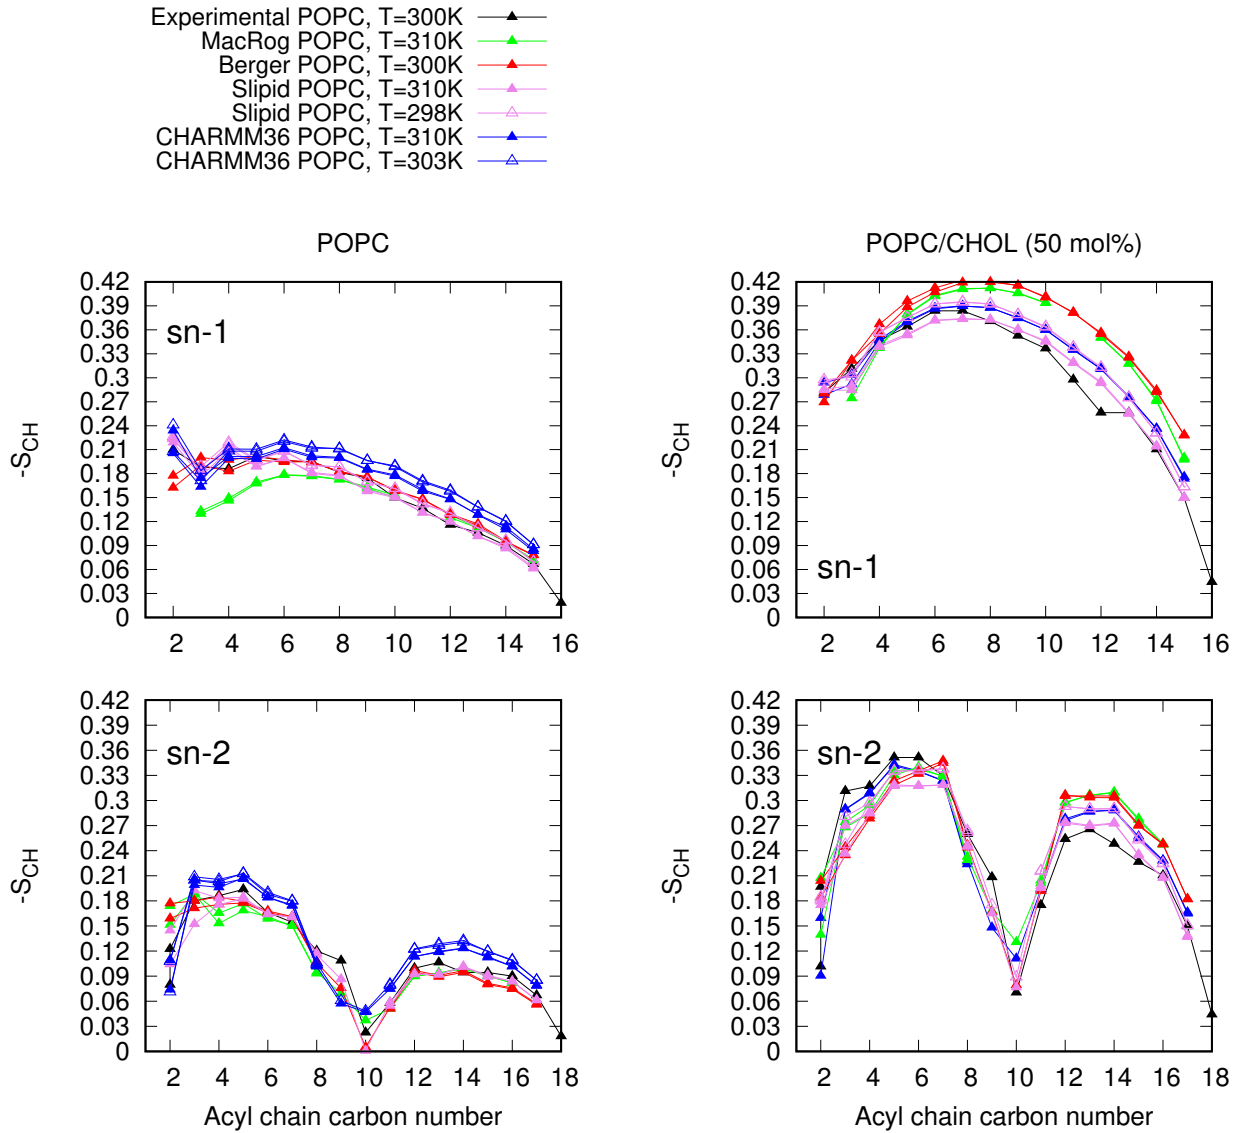 Experimental POPC, T=300K
MacRog POPC, T=310K
Berger POPC, T=300K
Slipid POPC, T=310K
Slipid POPC, T=298K
CHARMM36 POPC, T=310K
CHARMM36 POPC, T=303K
POPC
0.42
0.39
0.36
0.33
0.3
0.27
0.24
0.21
0.18
0.15
0.12
0.09
0.06
0.03
0
-SCH
sn-1
2 4 6 8 10 12 14 16
POPC/CHOL (50 mol%)
0.42
0.39
0.36
0.33
0.3
0.27
0.24
0.21
0.18
0.15
0.12
0.09
0.06
0.03
0
-SCH
sn-1
2 4 6 8 10 12 14 16
0.42
0.39
0.36
0.33
0.3
0.27
0.24
0.21
0.18
0.15
0.12
0.09
0.06
0.03
0
-SCH
sn-2
2 4 6 8 10 12 14 16 18
Acyl chain carbon number
0.42
0.39
0.36
0.33
0.3
0.27
0.24
0.21
0.18
0.15
0.12
0.09
0.06
0.03
0
-SCH
sn-2
2 4 6 8 10 12 14 16 18
Acyl chain carbon number